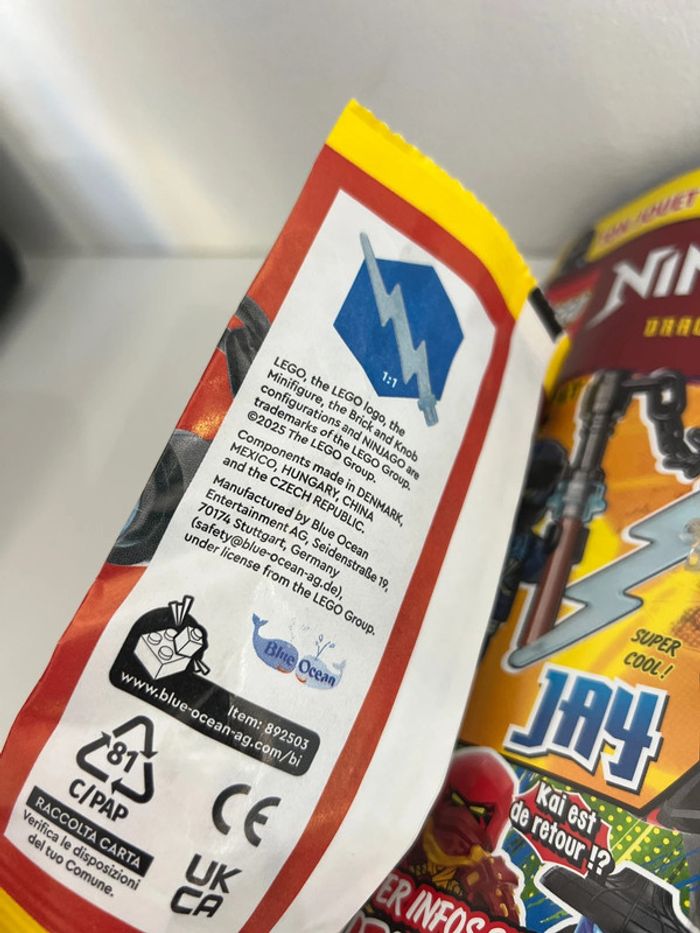 1:1
LEGO, the LEGO logo, the
Minifigure, the Brick and Knob
configurations and NINJAGO are
trademarks of the LEGO Group.
©2025 The LEGO Group.
Components made in DENMARK,
MEXICO, HUNGARY, CHINA
and the CZECH REPUBLIC.
Manufactured by Blue Ocean
Entertainment AG, Seidenstraße 19,
70174 Stuttgart, Germany
(safety@blue-ocean-ag.de),
under license from the LEGO Group.
Blue Ocean
Item: 892503
www.blue-ocean-ag.com/bi
81
C/PAP
CE
RACCOLTA CARTA
Verifica le disposizioni
del tuo Comune.
UK
CA
JOUET
SUPER
COOL!
JAY
Kai est
de retour !?
INFOS